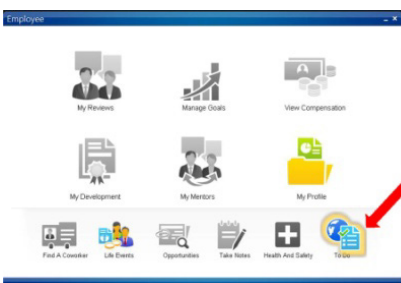 Employee
My Reviews
Manage Goals
View Compensation
My Development
My Mentors
My Profile
Find A Coworker
Life Events
Opportunities
Take Notes
Health And Safety
To Do